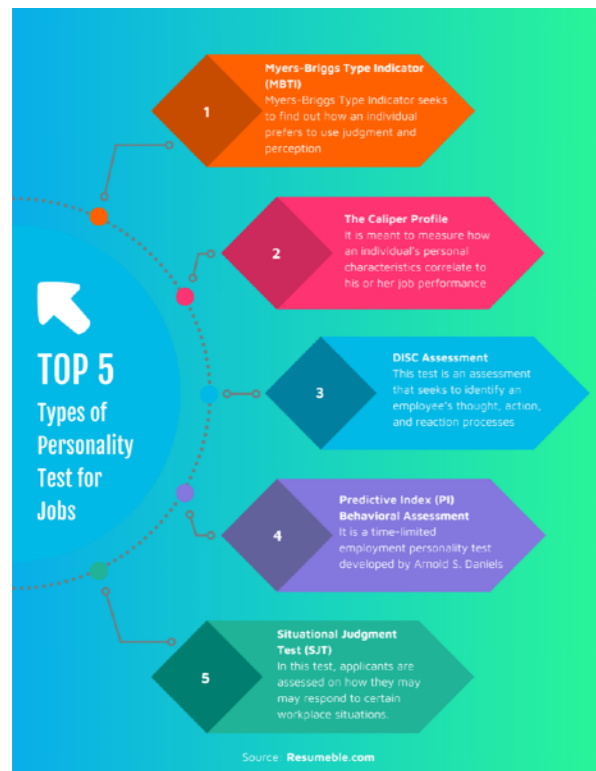 TOP 5
Types of
Personality
Test for
Jobs
1
Myers-Briggs Type Indicator
(MBTI)
Myers-Briggs Type Indicator seeks
to find out how an individual
prefers to use judgment and
perception
2
The Caliper Profile
It is meant to measure how
an individual's personal
characteristics correlate to
his or her job performance
3
DISC Assessment
This test is an assessment
that seeks to identify an
employee's thought, action,
and reaction processes
4
Predictive Index (PI)
Behavioral Assessment
It is a time-limited
employment personality test
developed by Arnold S. Daniels
5
Situational Judgment
Test (SJT)
In this test, applicants are
assessed on how they may
may respond to certain
workplace situations.
Source: Resumeble.com